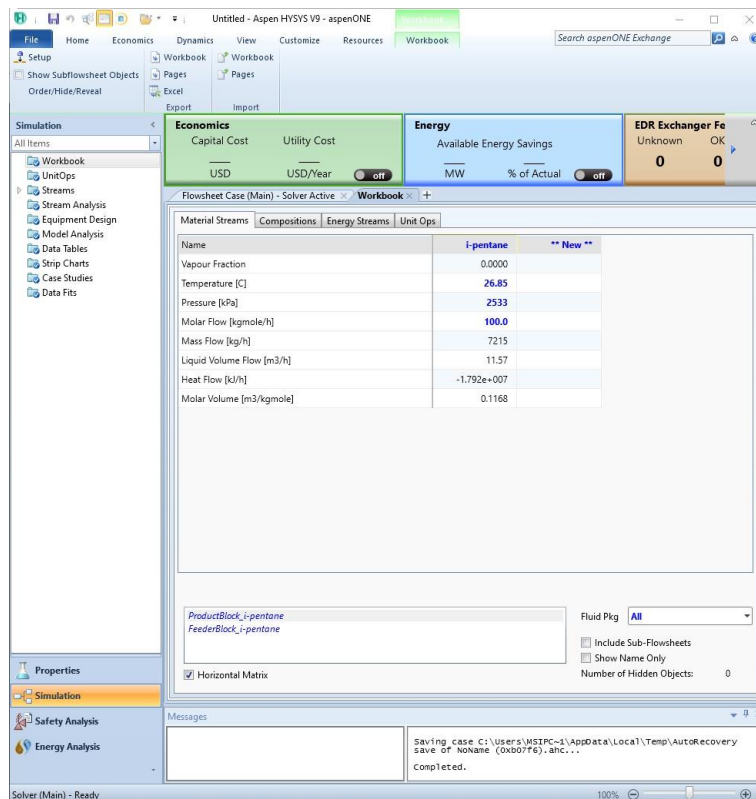 Untitled - Aspen HYSYS V9 - aspenONE
Workbook
File Home Economics Dynamics View Customize Resources Workbook Search aspenONE Exchange
Setup Workbook Workbook
Show Subflowsheet Objects Pages Pages
Order/Hide/Reveal Excel
Export Import
Simulation <
All Items
Workbook
UnitOps
Streams
Stream Analysis
Equipment Design
Model Analysis
Data Tables
Strip Charts
Case Studies
Data Fits
Properties
Simulation
Safety Analysis
Energy Analysis
Economics
Capital Cost Utility Cost
USD USD/Year off
Energy
Available Energy Savings
MW % of Actual off
EDR Exchanger Fe
Unknown OK
0 0
Flowsheet Case (Main) - Solver Active Workbook +
Material Streams Compositions Energy Streams Unit Ops
Name i-pentane ** New **
Vapour Fraction 0.0000
Temperature [C] 26.85
Pressure [kPa] 2533
Molar Flow [kgmole/h] 100.0
Mass Flow [kg/h] 7215
Liquid Volume Flow [m3/h] 11.57
Heat Flow [kJ/h] -1.792e+007
Molar Volume [m3/kgmole] 0.1168
ProductBlock_i-pentane
FeederBlock_i-pentane
Fluid Pkg All
Include Sub-Flowsheets
Show Name Only
Horizontal Matrix
Number of Hidden Objects: 0
Messages
Saving case C:\Users\MSIPC~1\AppData\Local\Temp\AutoRecovery
save of NoName (0xb07f6).ahc...
Completed.
Solver (Main) - Ready 100%